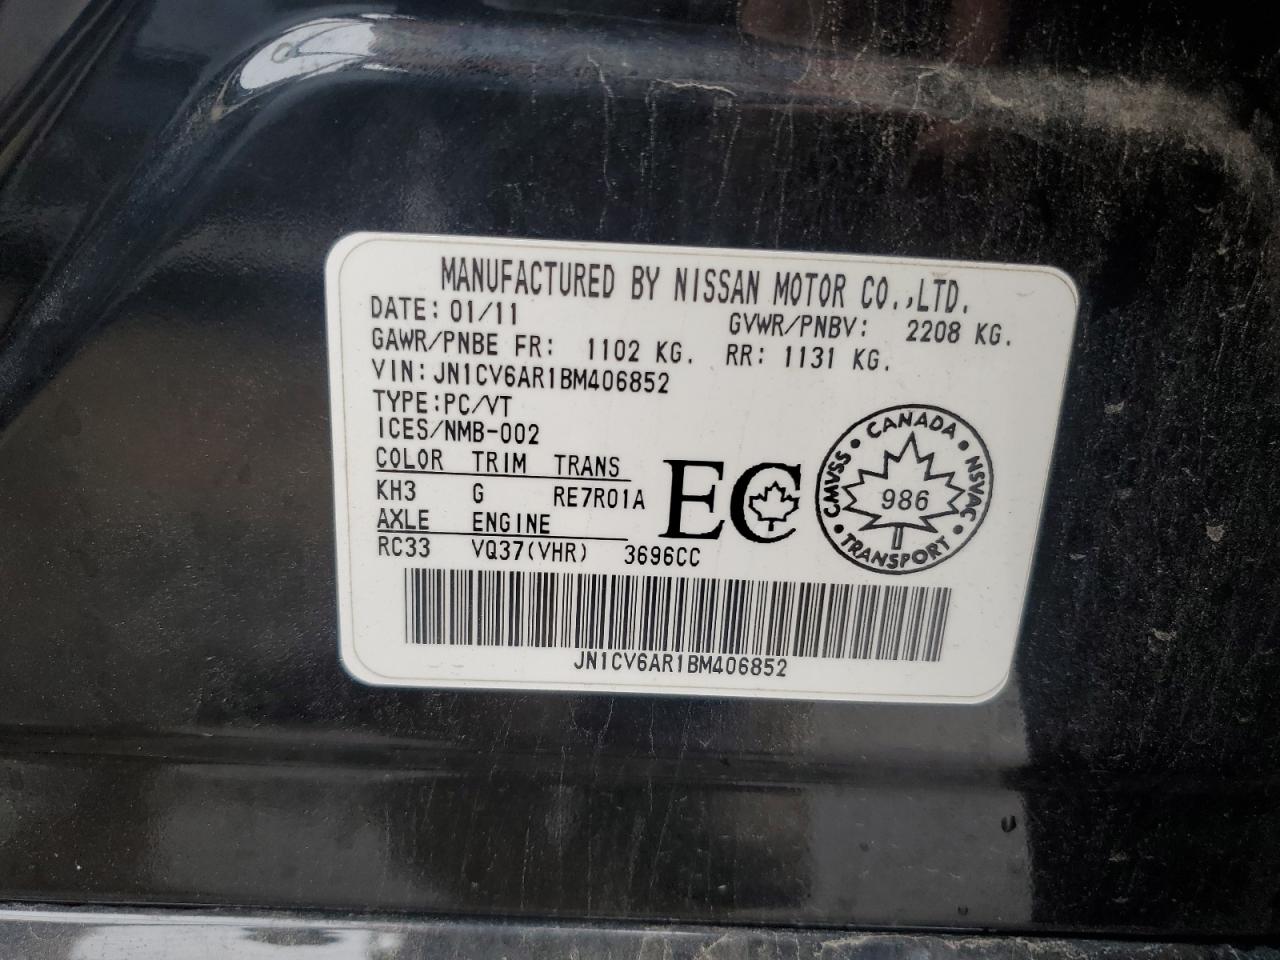 MANUFACTURED BY NISSAN MOTOR CO.,LTD.
DATE: 01/11 GVWR/PNBV: 2208 KG.
GAWR/PNBE FR: 1102 KG. RR: 1131 KG.
VIN: JN1CV6AR1BM406852
TYPE:PC/VT
ICES/NMB-002
COLOR TRIM TRANS
KH3 G RE7R01A
AXLE ENGINE
RC33 VQ37(VHR) 3696CC
EC
CANADA
CMVSS
NSVAC
986
TRANSPORT
JN1CV6AR1BM406852